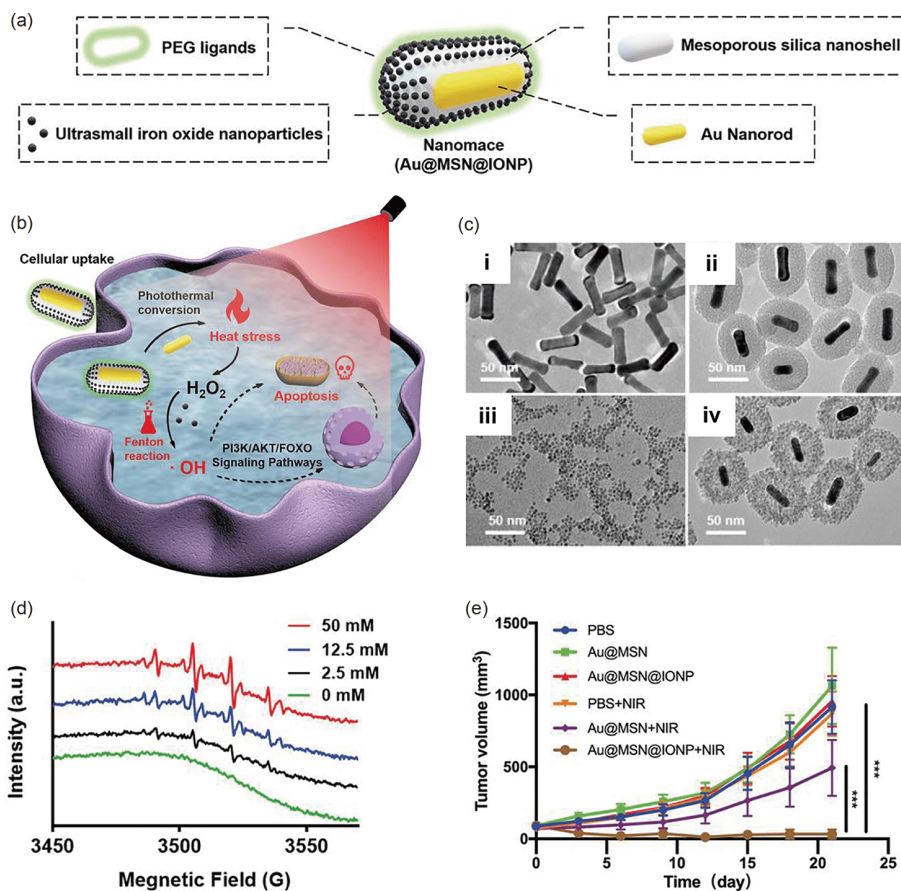 (a)
PEG ligands
Mesoporous silica nanoshell
Ultrasmall iron oxide nanoparticles
Au Nanorod
Nanomace
(Au@MSN@IONP)
(b)
Cellular uptake
Photothermal
conversion
Heat stress
H2O2
Apoptosis
Fenton
reaction
· OH
PI3K/AKT/FOXO
Signaling Pathways
(c)
i
50 nm
ii
50 nm
iii
50 nm
iv
50 nm
(d)
50 mM
12.5 mM
2.5 mM
0 mM
Intensity (a.u.)
3450
3500
3550
Megnetic Field (G)
(e)
1500
1000
500
0
Tumor volume (mm3)
PBS
Au@MSN
Au@MSN@IONP
PBS+NIR
Au@MSN+NIR
Au@MSN@IONP+NIR
***
***
0
5
10
15
20
25
Time (day)